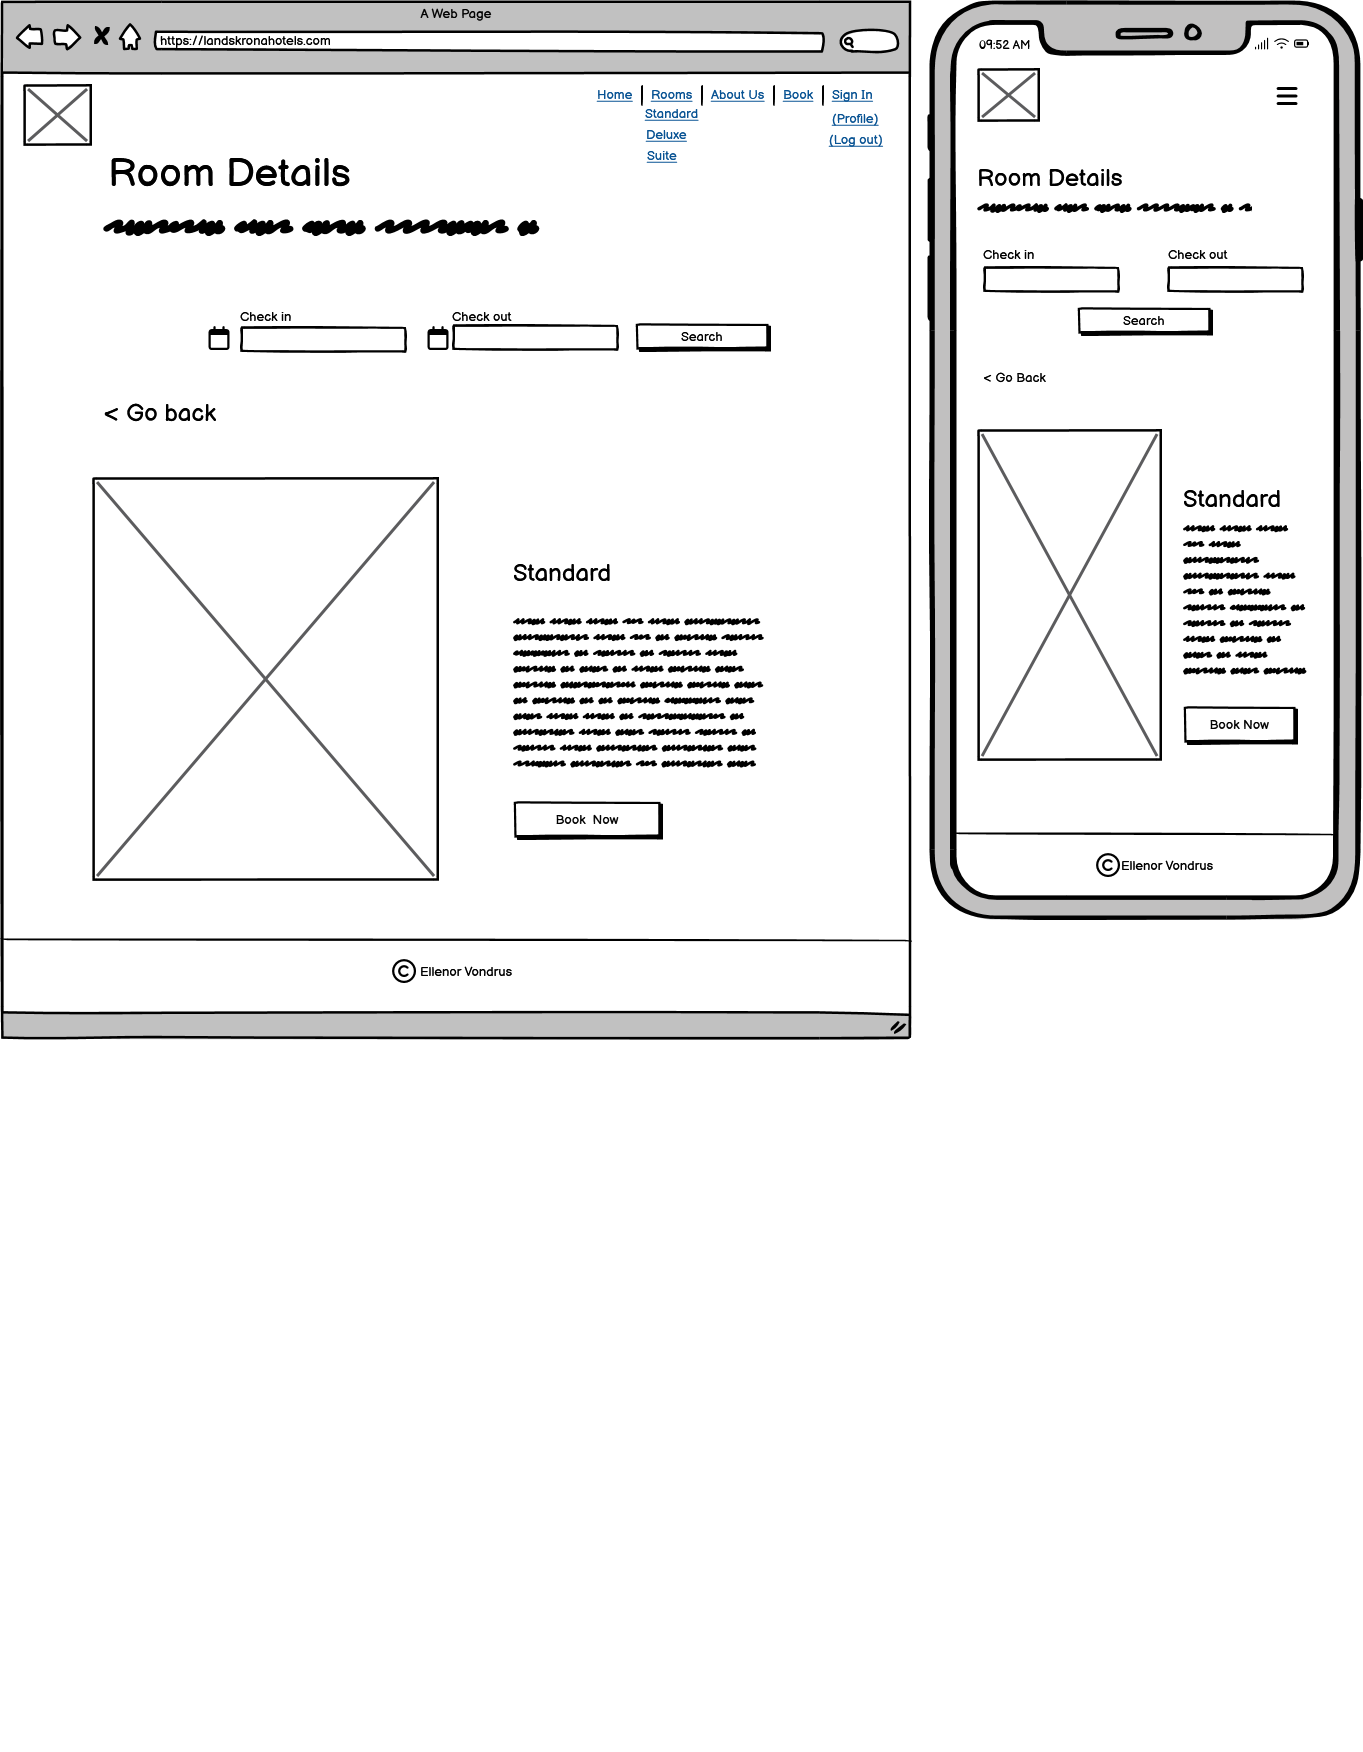 A Web Page
https://landskronahotels.com
Home Rooms About Us Book Sign In
Standard (Profile)
Deluxe (Log out)
Suite
Room Details
Check in Check out
Search
< Go back
Standard
Book Now
© Ellenor Vondrus
09:52 AM
Room Details
Check in Check out
Search
< Go Back
Standard
Book Now
© Ellenor Vondrus